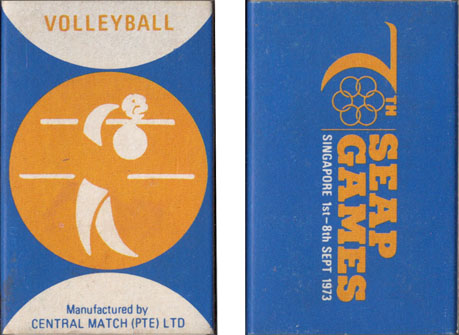 VOLLEYBALL
Manufactured by
CENTRAL MATCH (PTE) LTD
7TH
SEAP
GAMES
SINGAPORE 1st-8th SEPT 1973